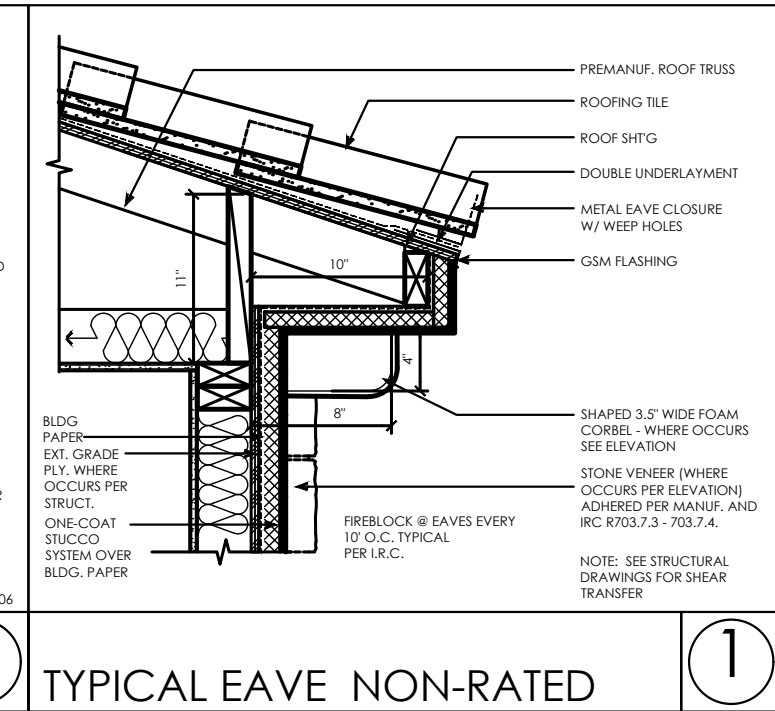 PREMANUF. ROOF TRUSS
ROOFING TILE
ROOF SHT'G
DOUBLE UNDERLAYMENT
METAL EAVE CLOSURE
W/ WEEP HOLES
GSM FLASHING
11"
10"
4"
8"
SHAPED 3.5" WIDE FOAM
CORBEL - WHERE OCCURS
SEE ELEVATION
BLDG
PAPER
EXT. GRADE
PLY. WHERE
OCCURS PER
STRUCT.
ONE-COAT
STUCCO
SYSTEM OVER
BLDG. PAPER
FIREBLOCK @ EAVES EVERY
10' O.C. TYPICAL
PER I.R.C.
STONE VENEER (WHERE
OCCURS PER ELEVATION)
ADHERED PER MANUF. AND
IRC R703.7.3 - 703.7.4.
NOTE: SEE STRUCTURAL
DRAWINGS FOR SHEAR
TRANSFER
06
TYPICAL EAVE NON-RATED
1